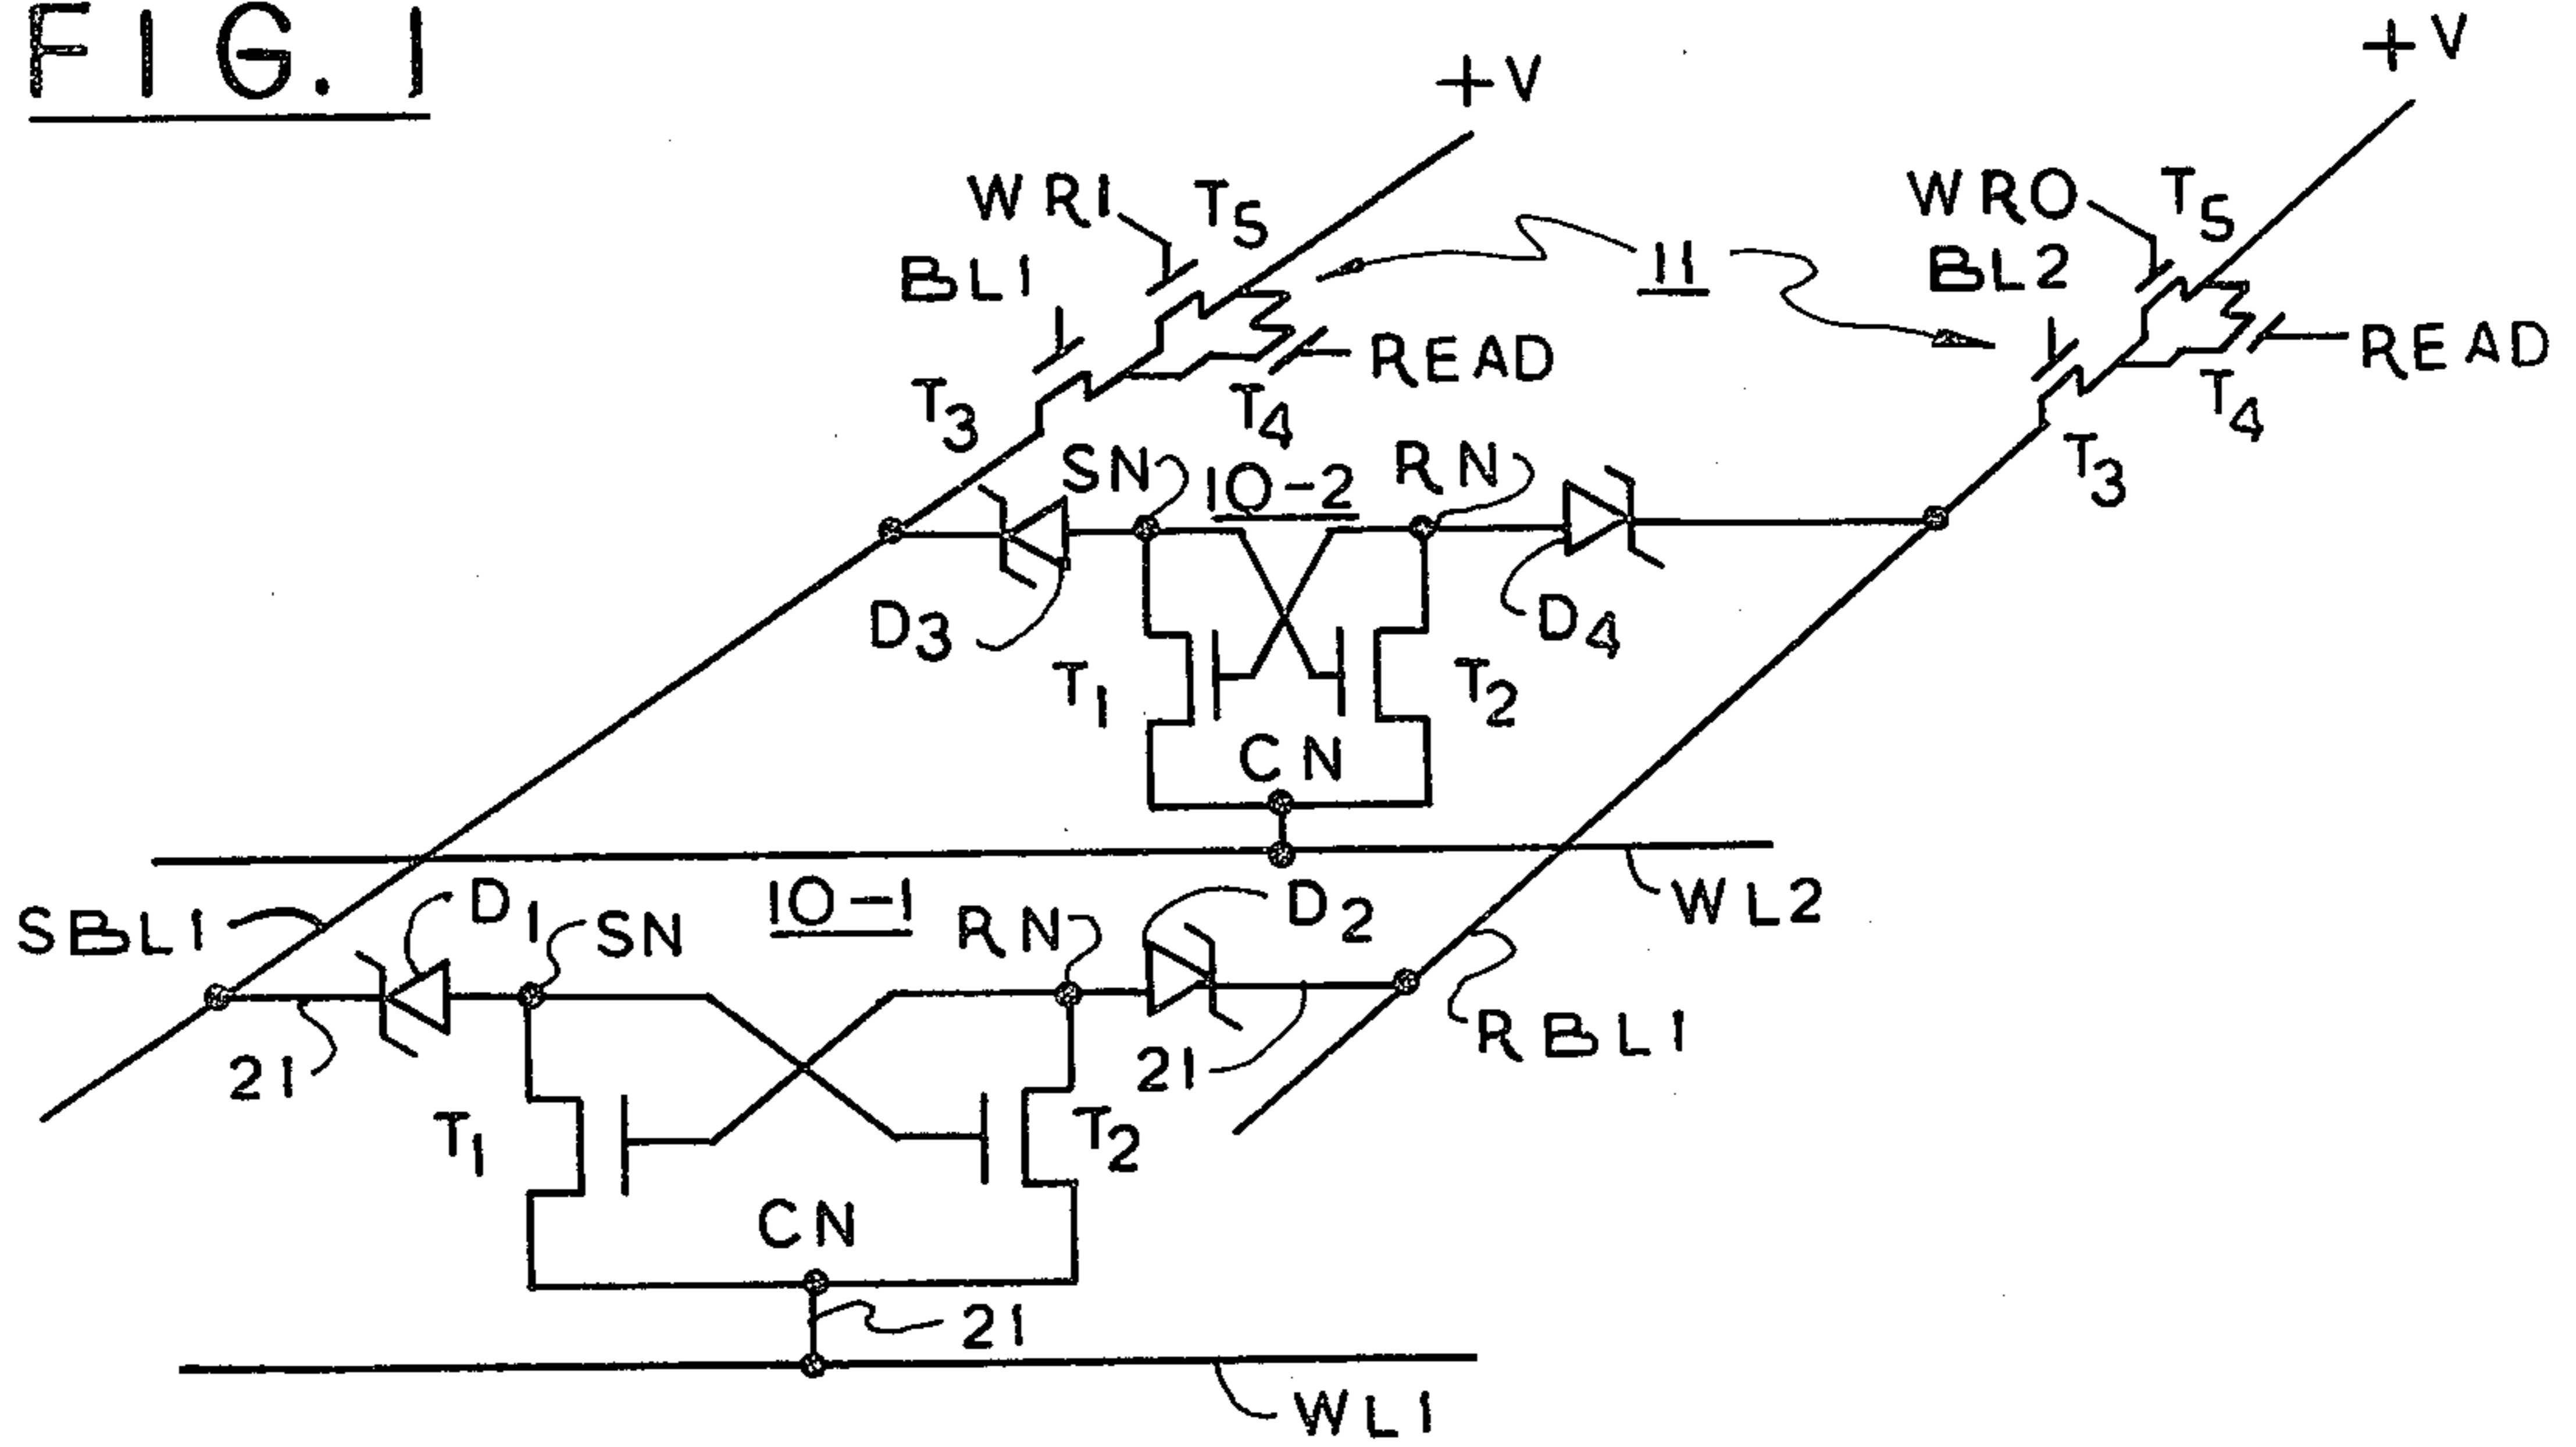 FIG. 1
+V
+V
WR1
T5
BL1
11
WRO
T5
BL2
READ
READ
T3
T4
T4
T3
SN
10-2
RN
D3
D4
T1
T2
CN
WL2
SBL1
D1
SN
10-1
RN
D2
RBL1
21
21
T1
T2
CN
21
WL1